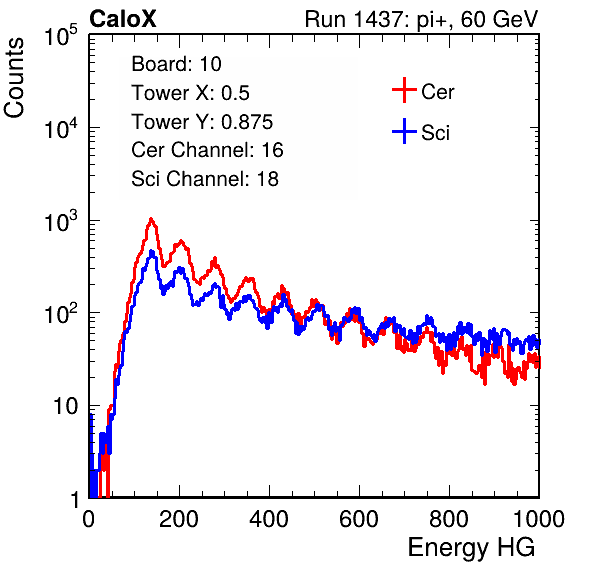 CaloX Run 1437: pi+, 60 GeV
Counts
10^5
10^4
10^3
10^2
10
1
Board: 10
Tower X: 0.5
Tower Y: 0.875
Cer Channel: 16
Sci Channel: 18
Cer
Sci
0 200 400 600 800 1000
Energy HG